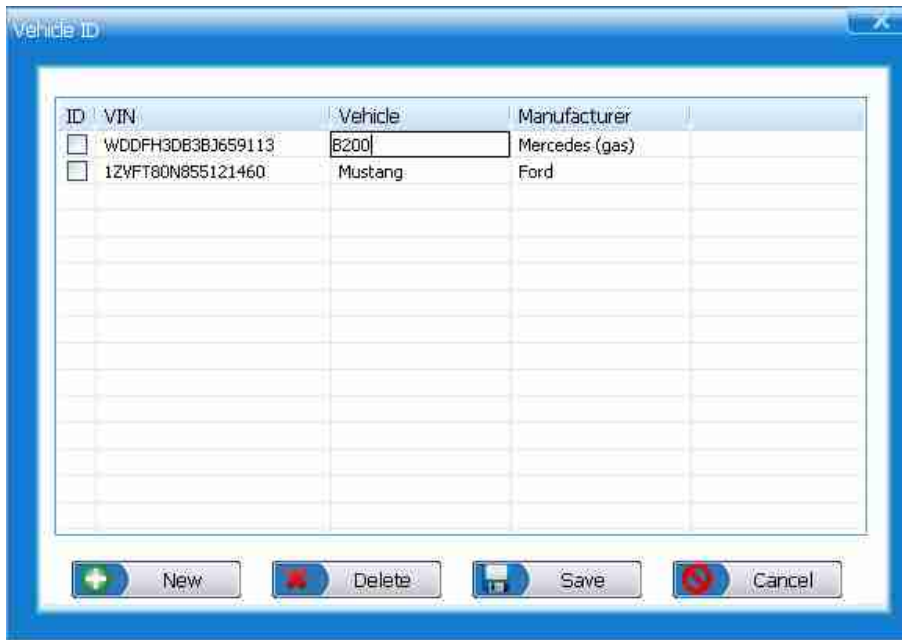 Vehicle ID
ID VIN Vehicle Manufacturer
WDDFH3DB3BJ659113 B200 Mercedes (gas)
1ZVFT80N855121460 Mustang Ford
New Delete Save Cancel